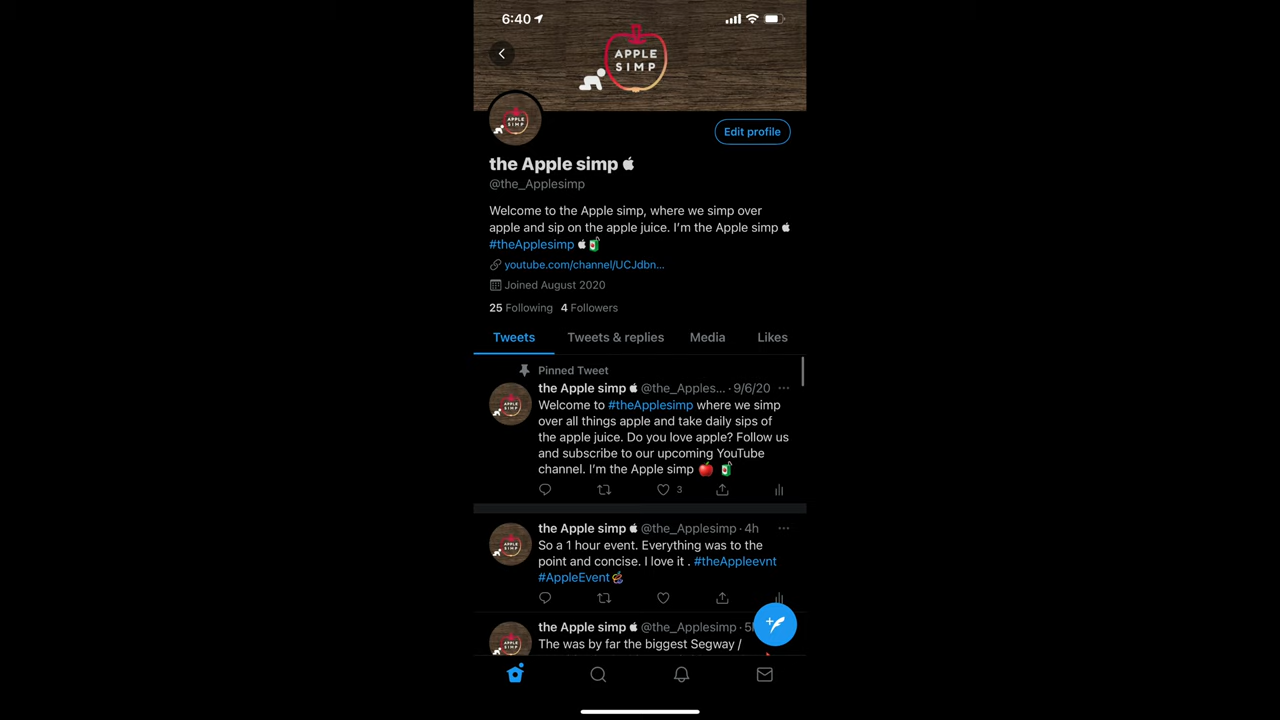 6:40
APPLE
SIMP
APPLE
SIMP
Edit profile
the Apple simp 
@the_Applesimp
Welcome to the Apple simp, where we simp over
apple and sip on the apple juice. I’m the Apple simp 
#theApplesimp 🧃
youtube.com/channel/UCJdbn...
Joined August 2020
25 Following 4 Followers
Tweets Tweets & replies Media Likes
Pinned Tweet
the Apple simp  @the_Apples... · 9/6/20
Welcome to #theApplesimp where we simp
over all things apple and take daily sips of
the apple juice. Do you love apple? Follow us
and subscribe to our upcoming YouTube
channel. I’m the Apple simp 🍎 🧃
3
the Apple simp  @the_Applesimp · 4h
So a 1 hour event. Everything was to the
point and concise. I love it . #theAppleevnt
#AppleEvent
the Apple simp  @the_Applesimp · 5h
The was by far the biggest Segway /